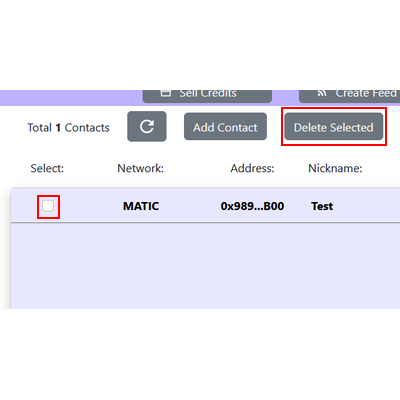 Sell Credits
Create Feed
Total 1 Contacts
Add Contact
Delete Selected
Select:
Network:
Address:
Nickname:
MATIC
0x989...B00
Test